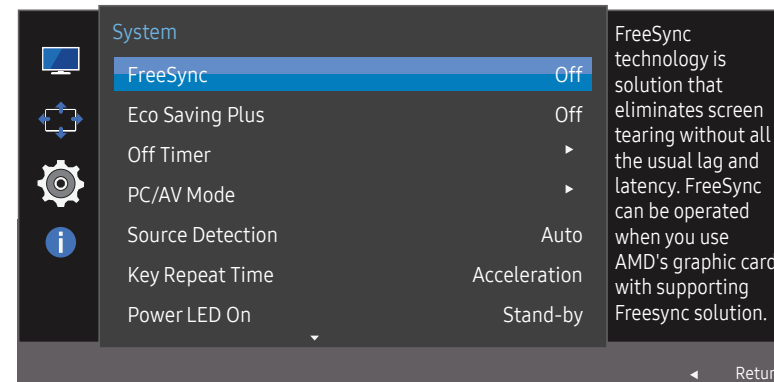 System
FreeSync Off
Eco Saving Plus Off
Off Timer
PC/AV Mode
Source Detection Auto
Key Repeat Time Acceleration
Power LED On Stand-by
FreeSync
technology is
solution that
eliminates screen
tearing without all
the usual lag and
latency. FreeSync
can be operated
when you use
AMD's graphic card
with supporting
Freesync solution.
Retur